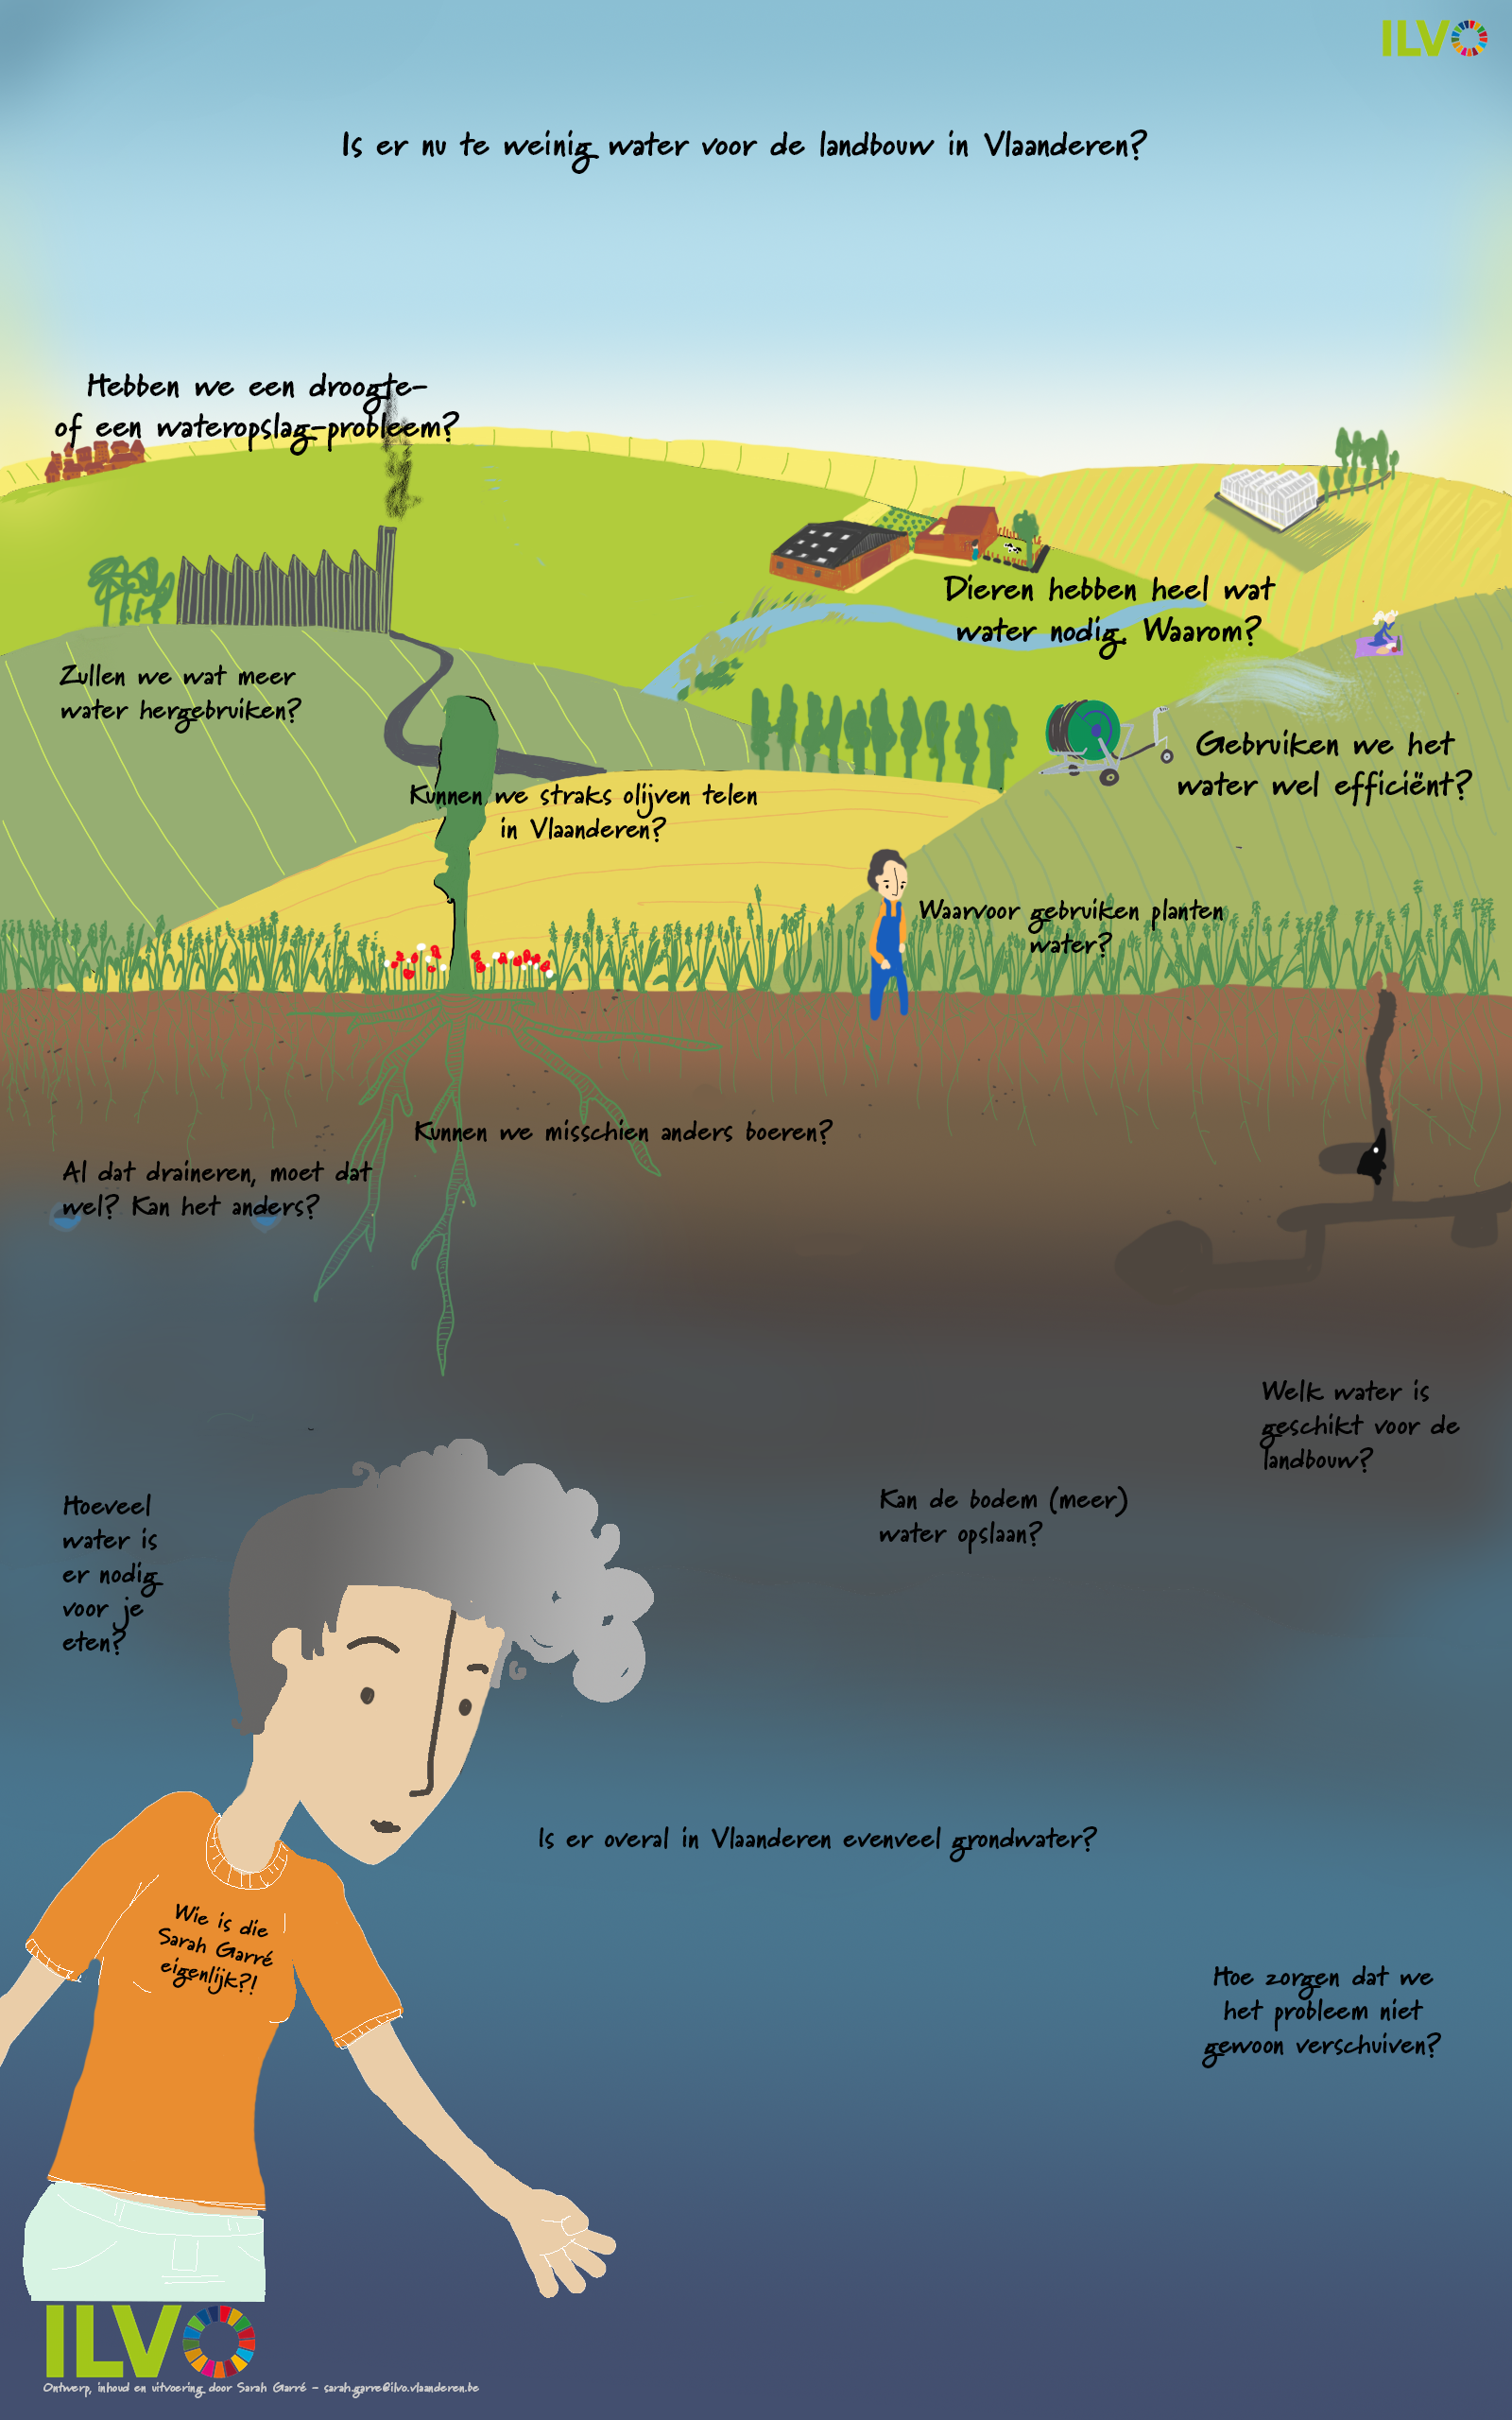 ILVO
Is er nu te weinig water voor de landbouw in Vlaanderen?
Hebben we een droogte-
of een wateropslag-probleem?
Dieren hebben heel wat
water nodig. Waarom?
Zullen we wat meer
water hergebruiken?
Gebruiken we het
water wel efficiënt?
Kunnen we straks olijven telen
in Vlaanderen?
Waarvoor gebruiken planten
water?
Kunnen we misschien anders boeren?
Al dat draineren, moet dat
wel? Kan het anders?
Welk water is
geschikt voor de
landbouw?
Hoeveel
water is
er nodig
voor je
eten?
Kan de bodem (meer)
water opslaan?
Is er overal in Vlaanderen evenveel grondwater?
Wie is die
Sarah Garré
eigenlijk?!
Hoe zorgen dat we
het probleem niet
gewoon verschuiven?
ILVO
Ontwerp, inhoud en uitvoering door Sarah Garré - sarah.garre@ilvo.vlaanderen.be